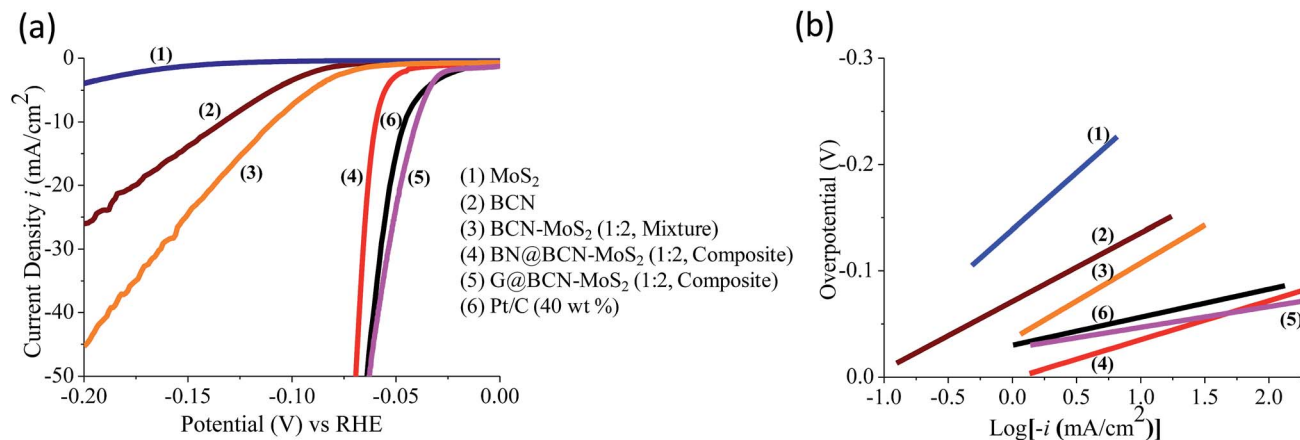 (a)
(1)
(2)
(3)
(4)
(6)
(5)
0
-10
-20
-30
-40
-50
-0.20
-0.15
-0.10
-0.05
0.00
Current Density i (mA/cm²)
Potential (V) vs RHE
(1) MoS₂
(2) BCN
(3) BCN-MoS₂ (1:2, Mixture)
(4) BN@BCN-MoS₂ (1:2, Composite)
(5) G@BCN-MoS₂ (1:2, Composite)
(6) Pt/C (40 wt %)
(b)
-0.3
-0.2
-0.1
0.0
(1)
(2)
(3)
(6)
(5)
(4)
-1.0
-0.5
0.0
0.5
1.0
1.5
2.0
Overpotential (V)
Log[-i (mA/cm²)]